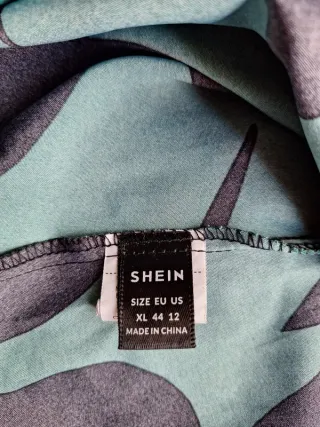 SHEIN
SIZE EU US
XL 44 12
MADE IN CHINA